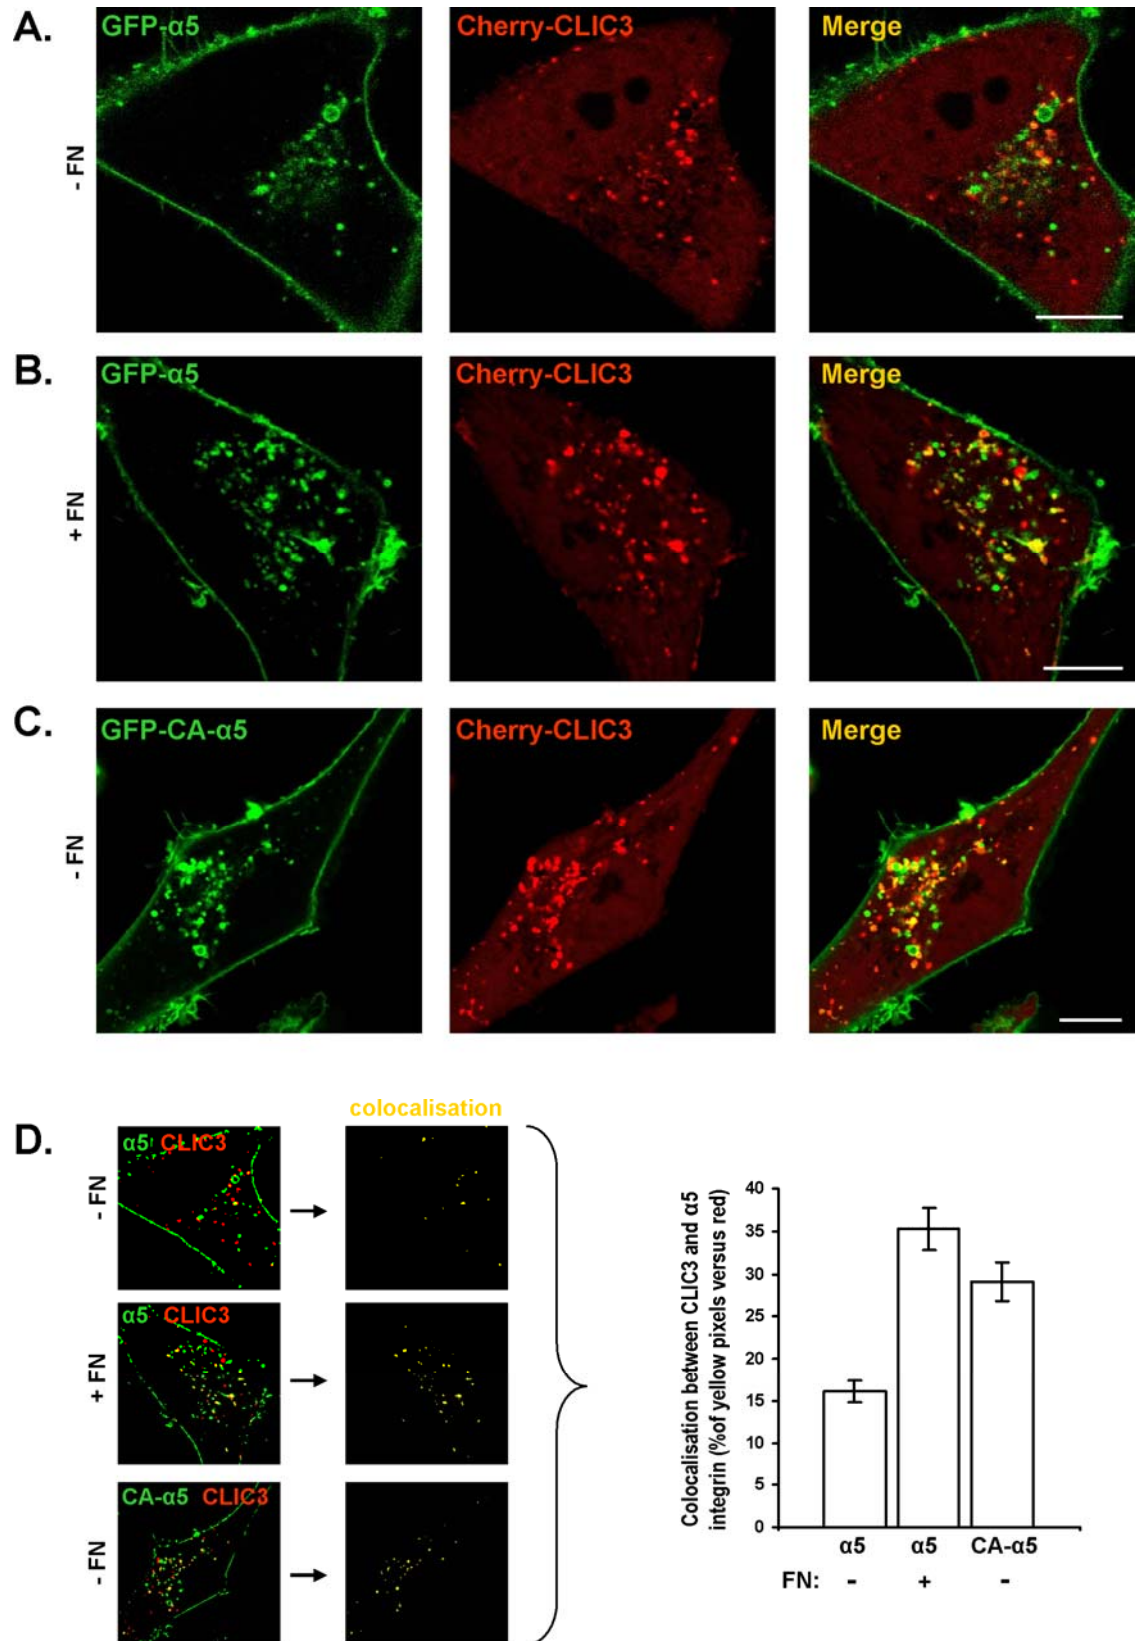 A.
GFP-α5
Cherry-CLIC3
Merge
- FN
B.
GFP-α5
Cherry-CLIC3
Merge
+ FN
C.
GFP-CA-α5
Cherry-CLIC3
Merge
- FN
D.
colocalisation
α5 CLIC3
- FN
α5 CLIC3
+ FN
CA-α5 CLIC3
- FN
Colocalisation between CLIC3 and α5
integrin (%of yellow pixels versus red)
40
35
30
25
20
15
10
5
0
α5 α5 CA-α5
FN: - + -